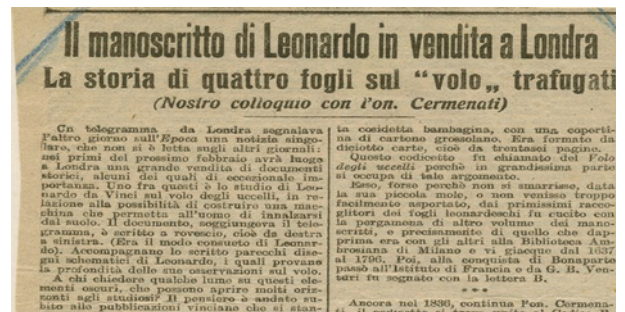 Il manoscritto di Leonardo in vendita a Londra
La storia di quattro fogli sul “volo„ trafugati
(Nostro colloquio con l'on. Cermenati)
Un telegramma da Londra segnalava
l'altro giorno sull'Epoca una notizia singo-
lare, che non si è letta sugli altri giornali:
nei primi del prossimo febbraio avrà luogo
a Londra una grande vendita di documenti
storici, alcuni dei quali di eccezionale im-
portanza. Uno fra questi è lo studio di Leo-
nardo da Vinci sul volo degli uccelli, in re-
lazione alla possibilità di costruire una mac-
china che permetta all'uomo di innalzarsi
dal suolo. Il documento, soggiungeva il tele-
gramma, è scritto a rovescio, cioè da destra
a sinistra. (Era il modo consueto di Leonar-
do). Accompagnano lo scritto parecchi dise-
gni schematici di Leonardo, i quali provano
la profondità delle sue osservazioni sul volo.
A chi chiedere qualche lume su questi ele-
menti oscuri, che possono aprire molti oriz-
zonti agli studiosi? Il pensiero è andato su-
bito alle pubblicazioni vinciane che si stan-
ta cosidetta bambagina, con una coperti-
na di cartone grossolano. Era formato da
diciotto carte, cioè da trentasei pagine.
Questo codicetto fu chiamato del Volo
degli uccelli perchè in grandissima parte
si occupa di tale argomento.
Esso, forse perchè non si smarrisse, data
la sua piccola mole, o non venisse troppo
facilmente asportato, dai primissimi racco-
glitori dei fogli leonardeschi fu cucito con
la pergamena di altro volume dei mano-
scritti, e precisamente di quello che dap-
prima era con gli altri alla Biblioteca Am-
brosiana di Milano e vi giacque dal 1637
al 1796. Poi, alla conquista di Bonaparte
passò all'Istituto di Francia e da G. B. Ven-
turi fu segnato con la lettera B.
* * *
Ancora nel 1836, continua l'on. Cermena-